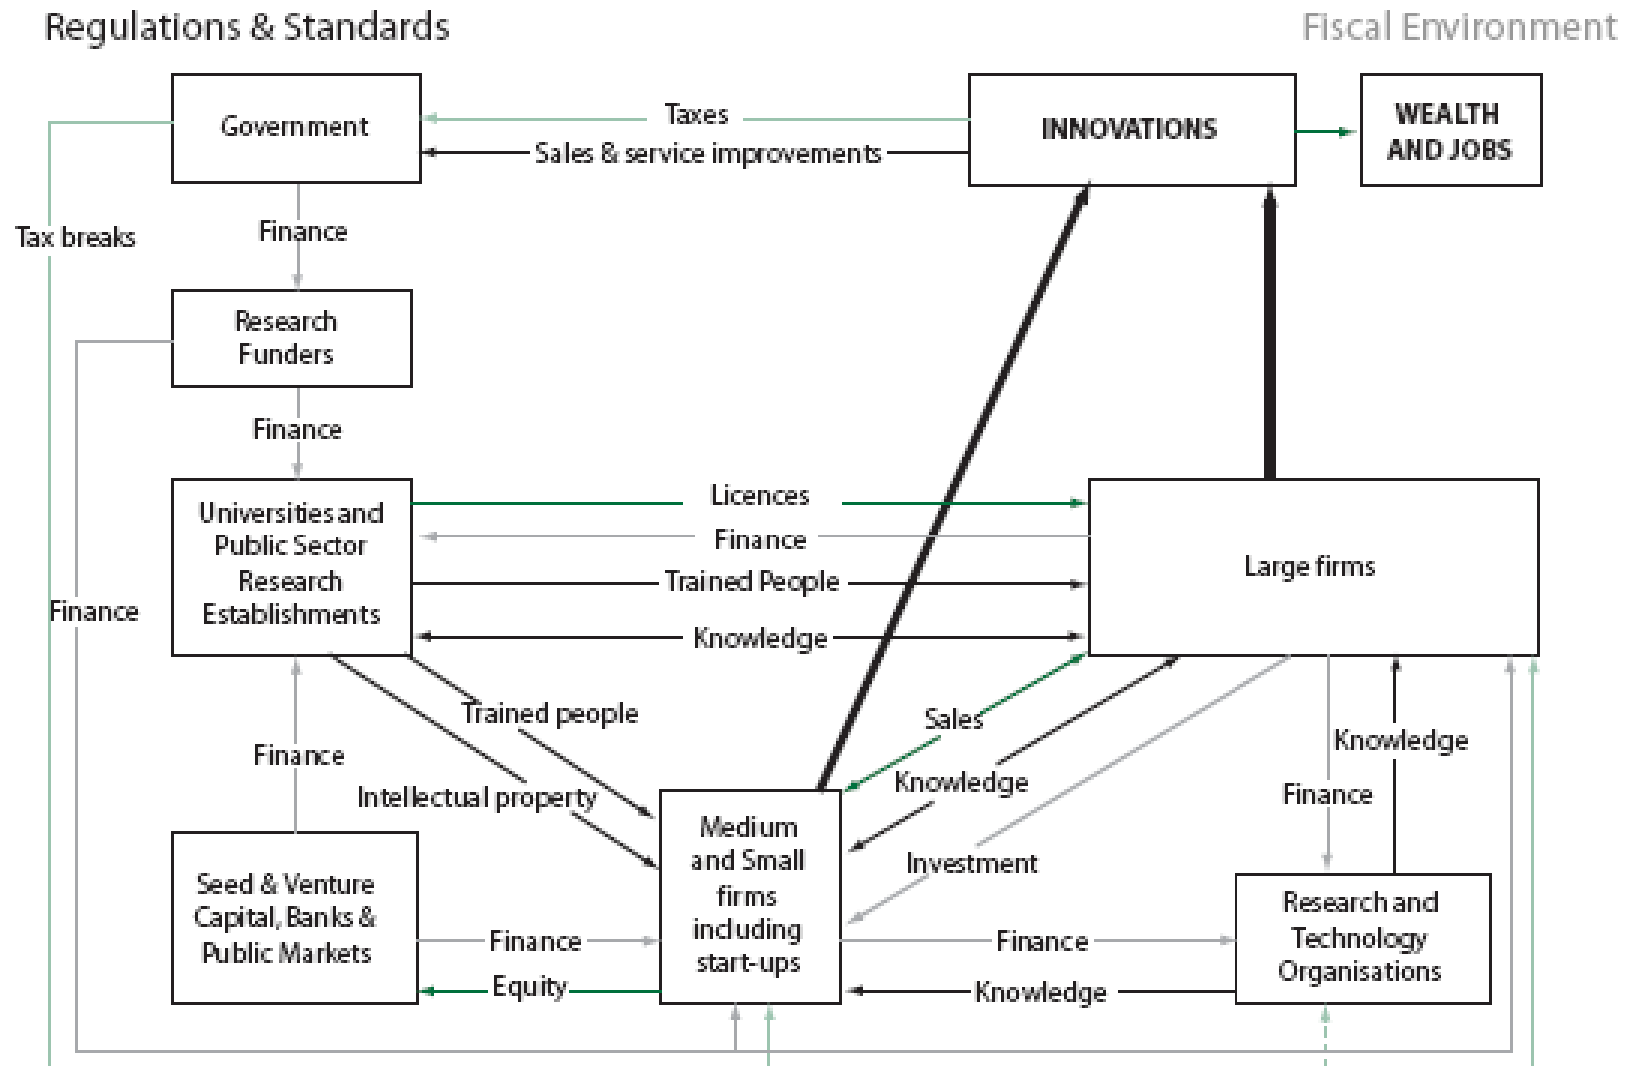 Regulations & Standards
Fiscal Environment
Government
Taxes
Sales & service improvements
INNOVATIONS
WEALTH
AND JOBS
Tax breaks
Finance
Research
Funders
Finance
Universities and
Public Sector
Research
Establishments
Licences
Finance
Trained People
Knowledge
Large firms
Finance
Trained people
Intellectual property
Finance
Sales
Knowledge
Investment
Knowledge
Finance
Seed & Venture
Capital, Banks &
Public Markets
Finance
Equity
Medium
and Small
firms
including
start-ups
Finance
Knowledge
Research and
Technology
Organisations